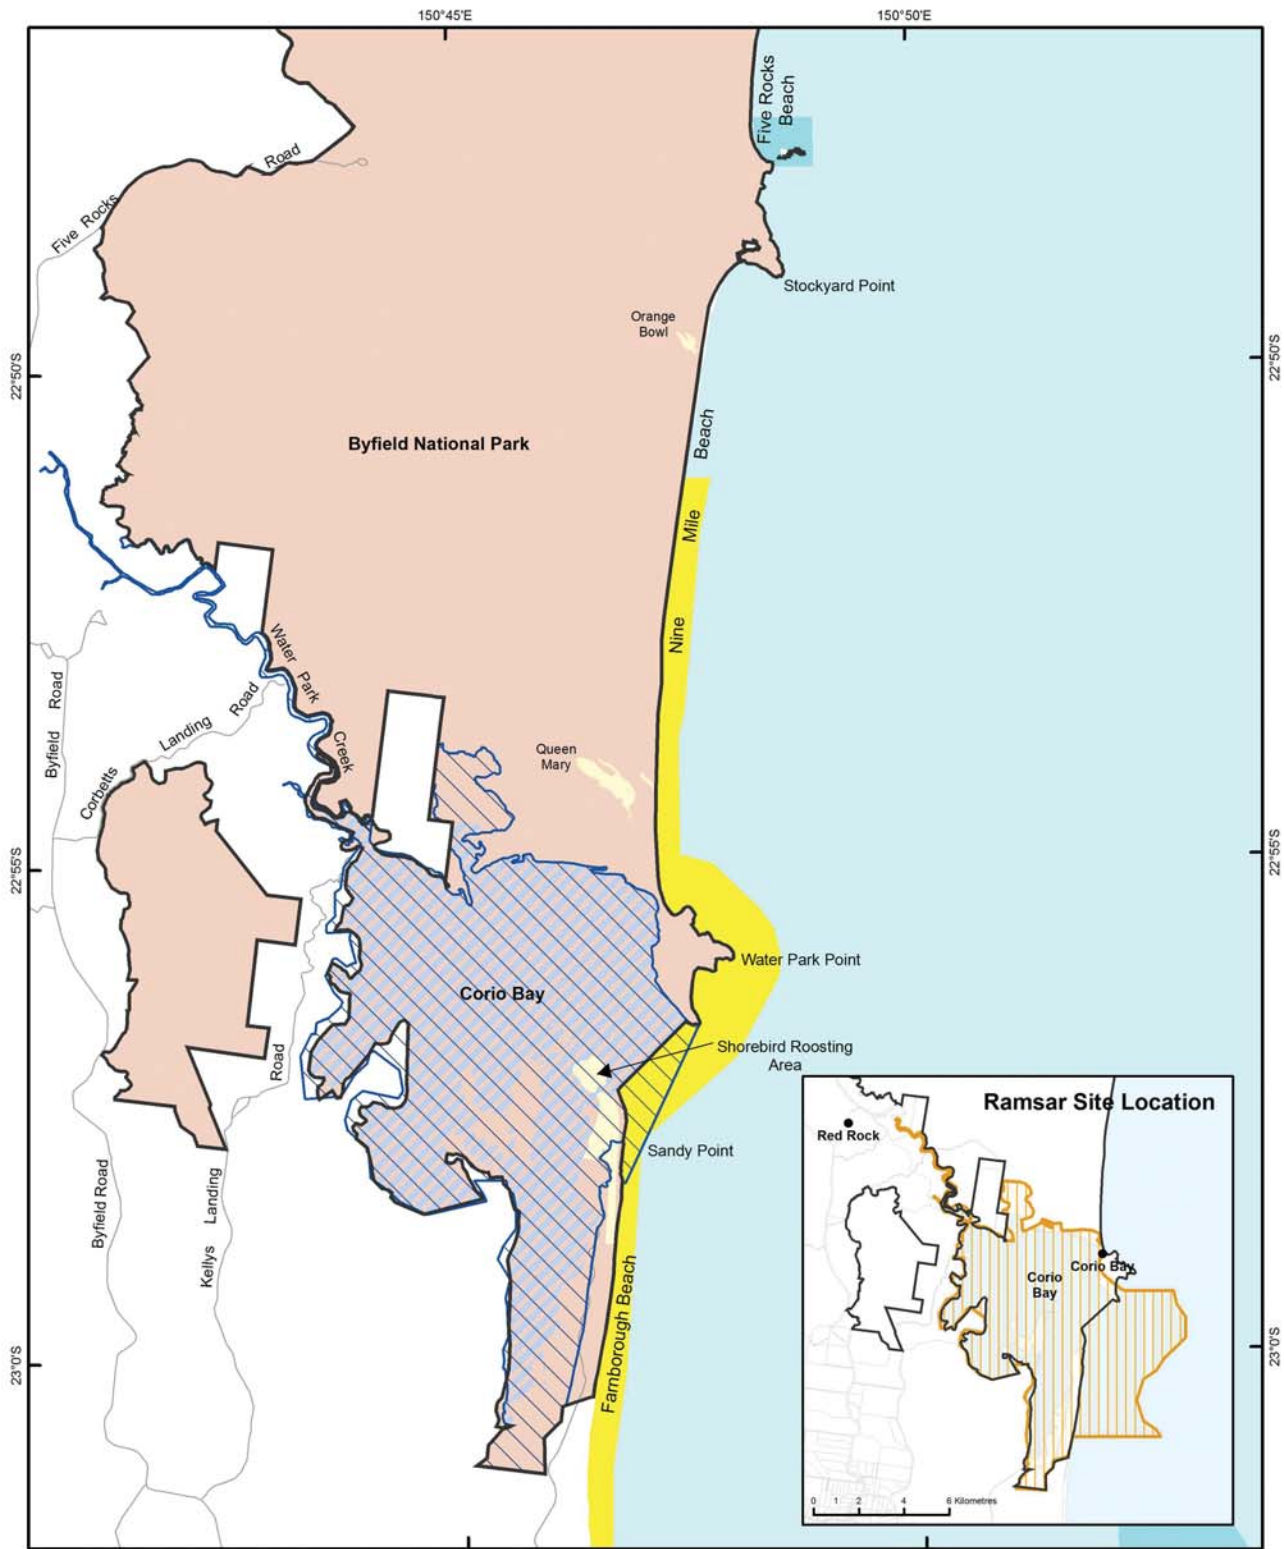 150°45'E
150°50'E
Five Rocks
Beach
Road
Five Rocks
Stockyard Point
Orange
Bowl
22°50'S
22°50'S
Beach
Byfield National Park
Mile
Nine
Water Park
Creek
Byfield Road
Landing Road
Corbetts
Queen
Mary
22°55'S
22°55'S
Water Park Point
Corio Bay
Shorebird Roosting
Area
Road
Sandy Point
Byfield Road
Kellys Landing
Farnborough Beach
23°0'S
23°0'S
Ramsar Site Location
Red Rock
Corio Bay
Corio
Bay
0 1 2 4 6 Kilometres